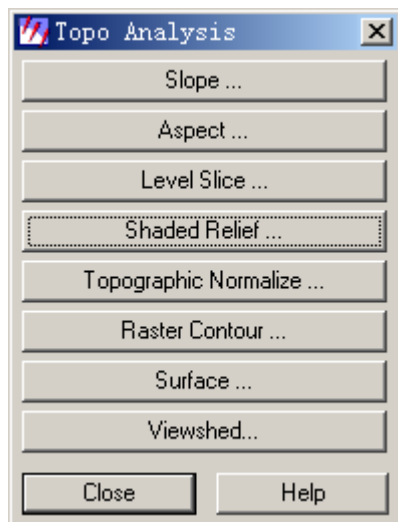 Topo Analysis
Slope ...
Aspect ...
Level Slice ...
Shaded Relief ...
Topographic Normalize ...
Raster Contour ...
Surface ...
Viewshed...
Close Help